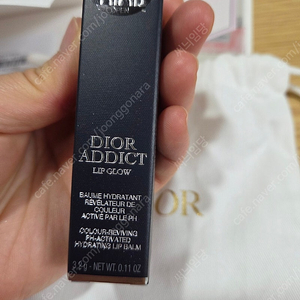 DIOR
ADDICT
LIP GLOW
BAUME HYDRATANT
RÉVÉLATEUR DE
COULEUR
ACTIVÉ PAR LE PH
COLOUR-REVIVING
PH-ACTIVATED
HYDRATING LIP BALM
3.2 g - NET WT. 0.11 OZ